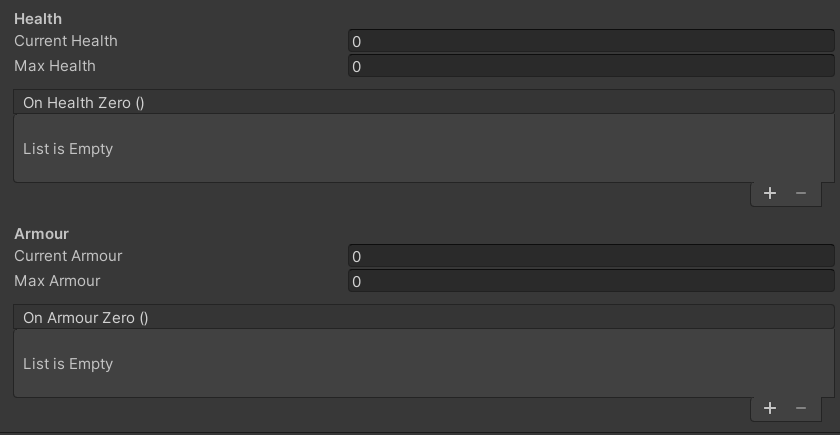 Health
Current Health 0
Max Health 0
On Health Zero ()
List is Empty
+ −
Armour
Current Armour 0
Max Armour 0
On Armour Zero ()
List is Empty
+ −